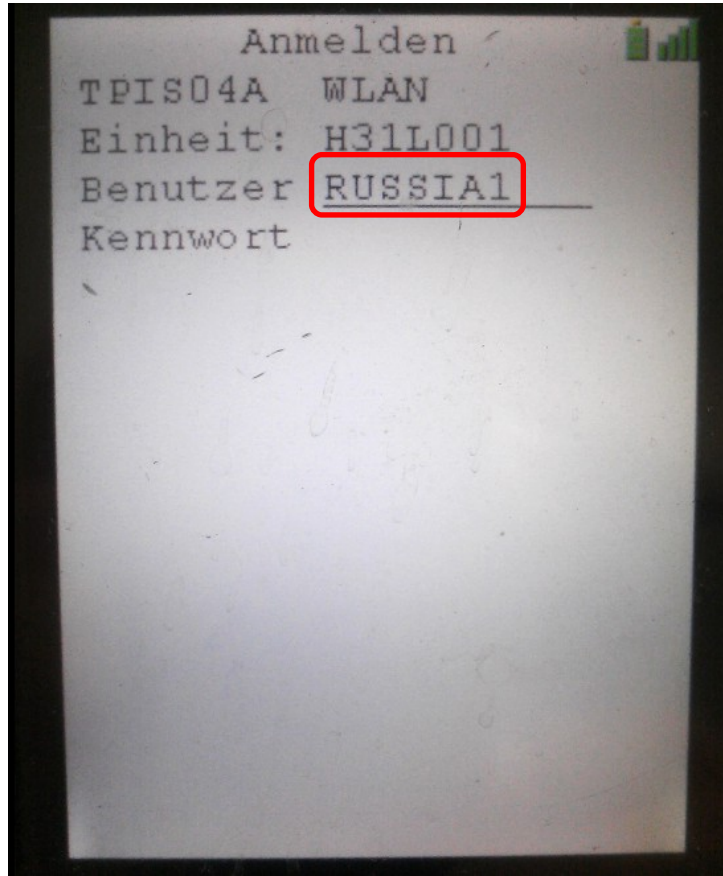 Anmelden
TPIS04A WLAN
Einheit: H31L001
Benutzer RUSSIA1
Kennwort